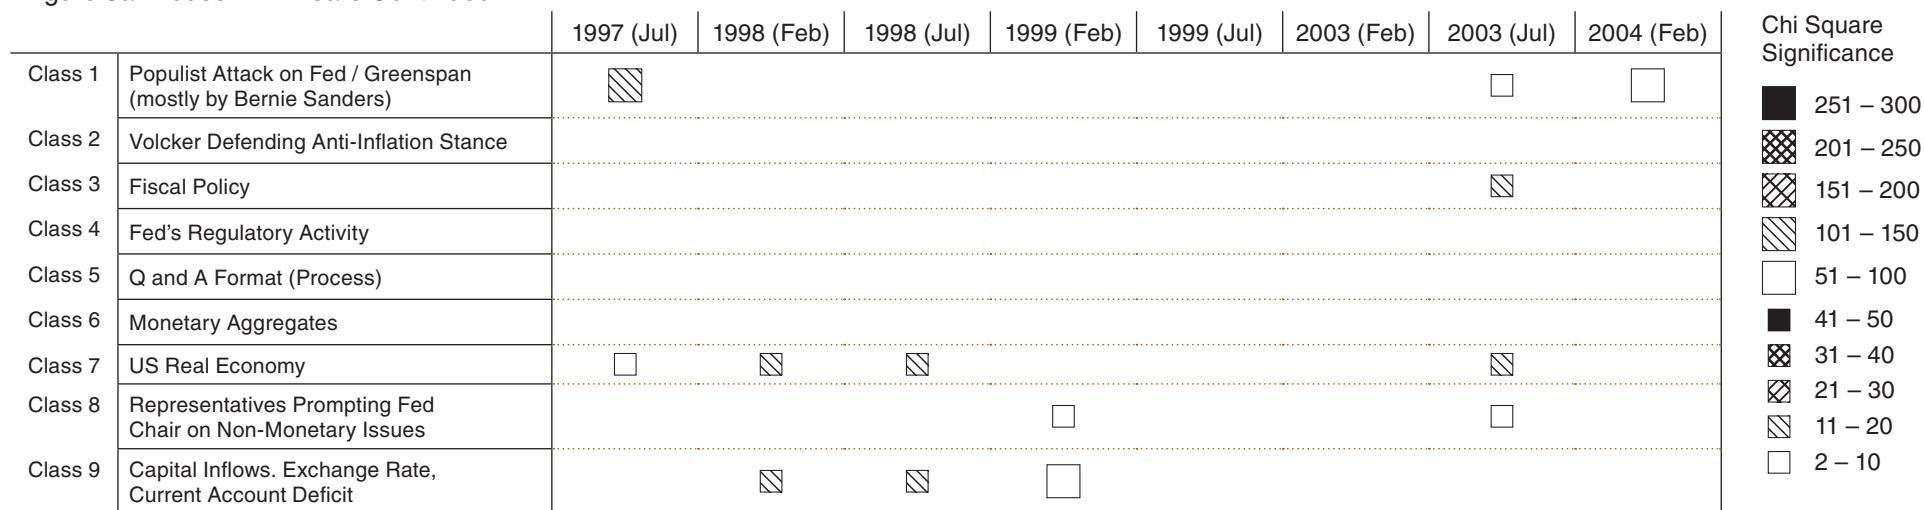 1997 (Jul) 1998 (Feb) 1998 (Jul) 1999 (Feb) 1999 (Jul) 2003 (Feb) 2003 (Jul) 2004 (Feb)
Class 1 Populist Attack on Fed / Greenspan
(mostly by Bernie Sanders)
Class 2 Volcker Defending Anti-Inflation Stance
Class 3 Fiscal Policy
Class 4 Fed's Regulatory Activity
Class 5 Q and A Format (Process)
Class 6 Monetary Aggregates
Class 7 US Real Economy
Class 8 Representatives Prompting Fed
Chair on Non-Monetary Issues
Class 9 Capital Inflows. Exchange Rate,
Current Account Deficit
Chi Square
Significance
251 – 300
201 – 250
151 – 200
101 – 150
51 – 100
41 – 50
31 – 40
21 – 30
11 – 20
2 – 10